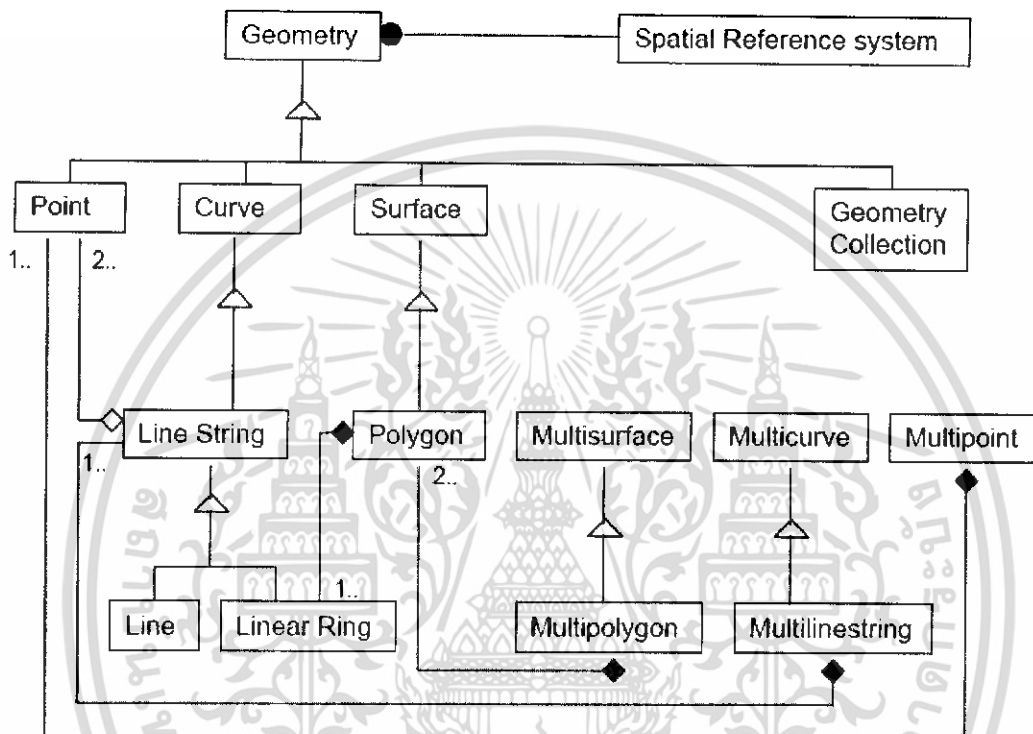 Geometry
Spatial Reference system
Point
Curve
Surface
Geometry
Collection
1..
2..
Line String
Polygon
Multisurface
Multicurve
Multipoint
1..
2..
1..
Line
Linear Ring
Multipolygon
Multilinestring